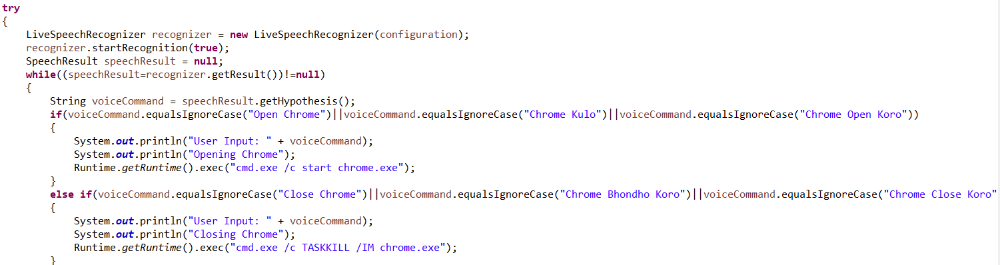 try
{
    LiveSpeechRecognizer recognizer = new LiveSpeechRecognizer(configuration);
    recognizer.startRecognition(true);
    SpeechResult speechResult = null;
    while((speechResult=recognizer.getResult())!=null)
    {
        String voiceCommand = speechResult.getHypothesis();
        if(voiceCommand.equalsIgnoreCase("Open Chrome")||voiceCommand.equalsIgnoreCase("Chrome Kulo")||voiceCommand.equalsIgnoreCase("Chrome Open Koro"))
        {
            System.out.println("User Input: " + voiceCommand);
            System.out.println("Opening Chrome");
            Runtime.getRuntime().exec("cmd.exe /c start chrome.exe");
        }
        else if(voiceCommand.equalsIgnoreCase("Close Chrome")||voiceCommand.equalsIgnoreCase("Chrome Bhondho Koro")||voiceCommand.equalsIgnoreCase("Chrome Close Koro"
        {
            System.out.println("User Input: " + voiceCommand);
            System.out.println("Closing Chrome");
            Runtime.getRuntime().exec("cmd.exe /c TASKKILL /IM chrome.exe");
        }